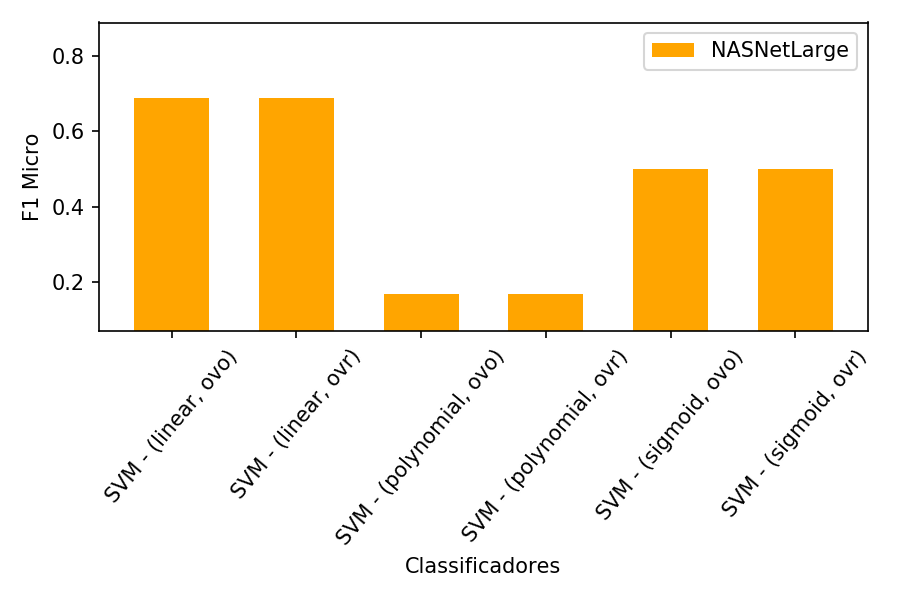 NASNetLarge
F1 Micro
0.8
0.6
0.4
0.2
SVM - (linear, ovo)
SVM - (linear, ovr)
SVM - (polynomial, ovo)
SVM - (polynomial, ovr)
SVM - (sigmoid, ovo)
SVM - (sigmoid, ovr)
Classificadores